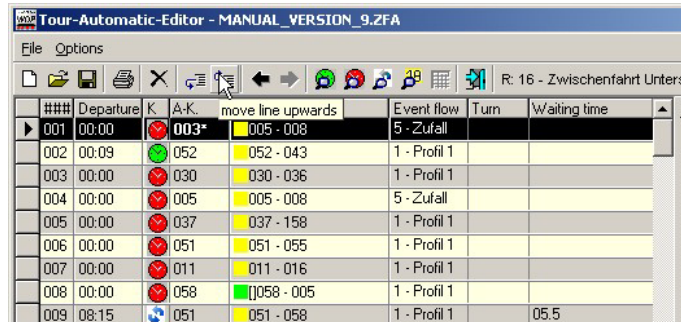 Tour-Automatic-Editor - MANUAL_VERSION_9.ZFA
File Options
R: 16 - Zwischenfahrt Unters
### Departure K A-K. Event flow Turn Waiting time
move line upwards
001 00:00 003* 005 - 008 5 - Zufall
002 00:09 052 052 - 043 1 - Profil 1
003 00:00 030 030 - 036 1 - Profil 1
004 00:00 005 005 - 008 5 - Zufall
005 00:00 037 037 - 158 1 - Profil 1
006 00:00 051 051 - 055 1 - Profil 1
007 00:00 011 011 - 016 1 - Profil 1
008 00:00 058 []058 - 005 1 - Profil 1
009 08:15 051 051 - 058 1 - Profil 1 05.5